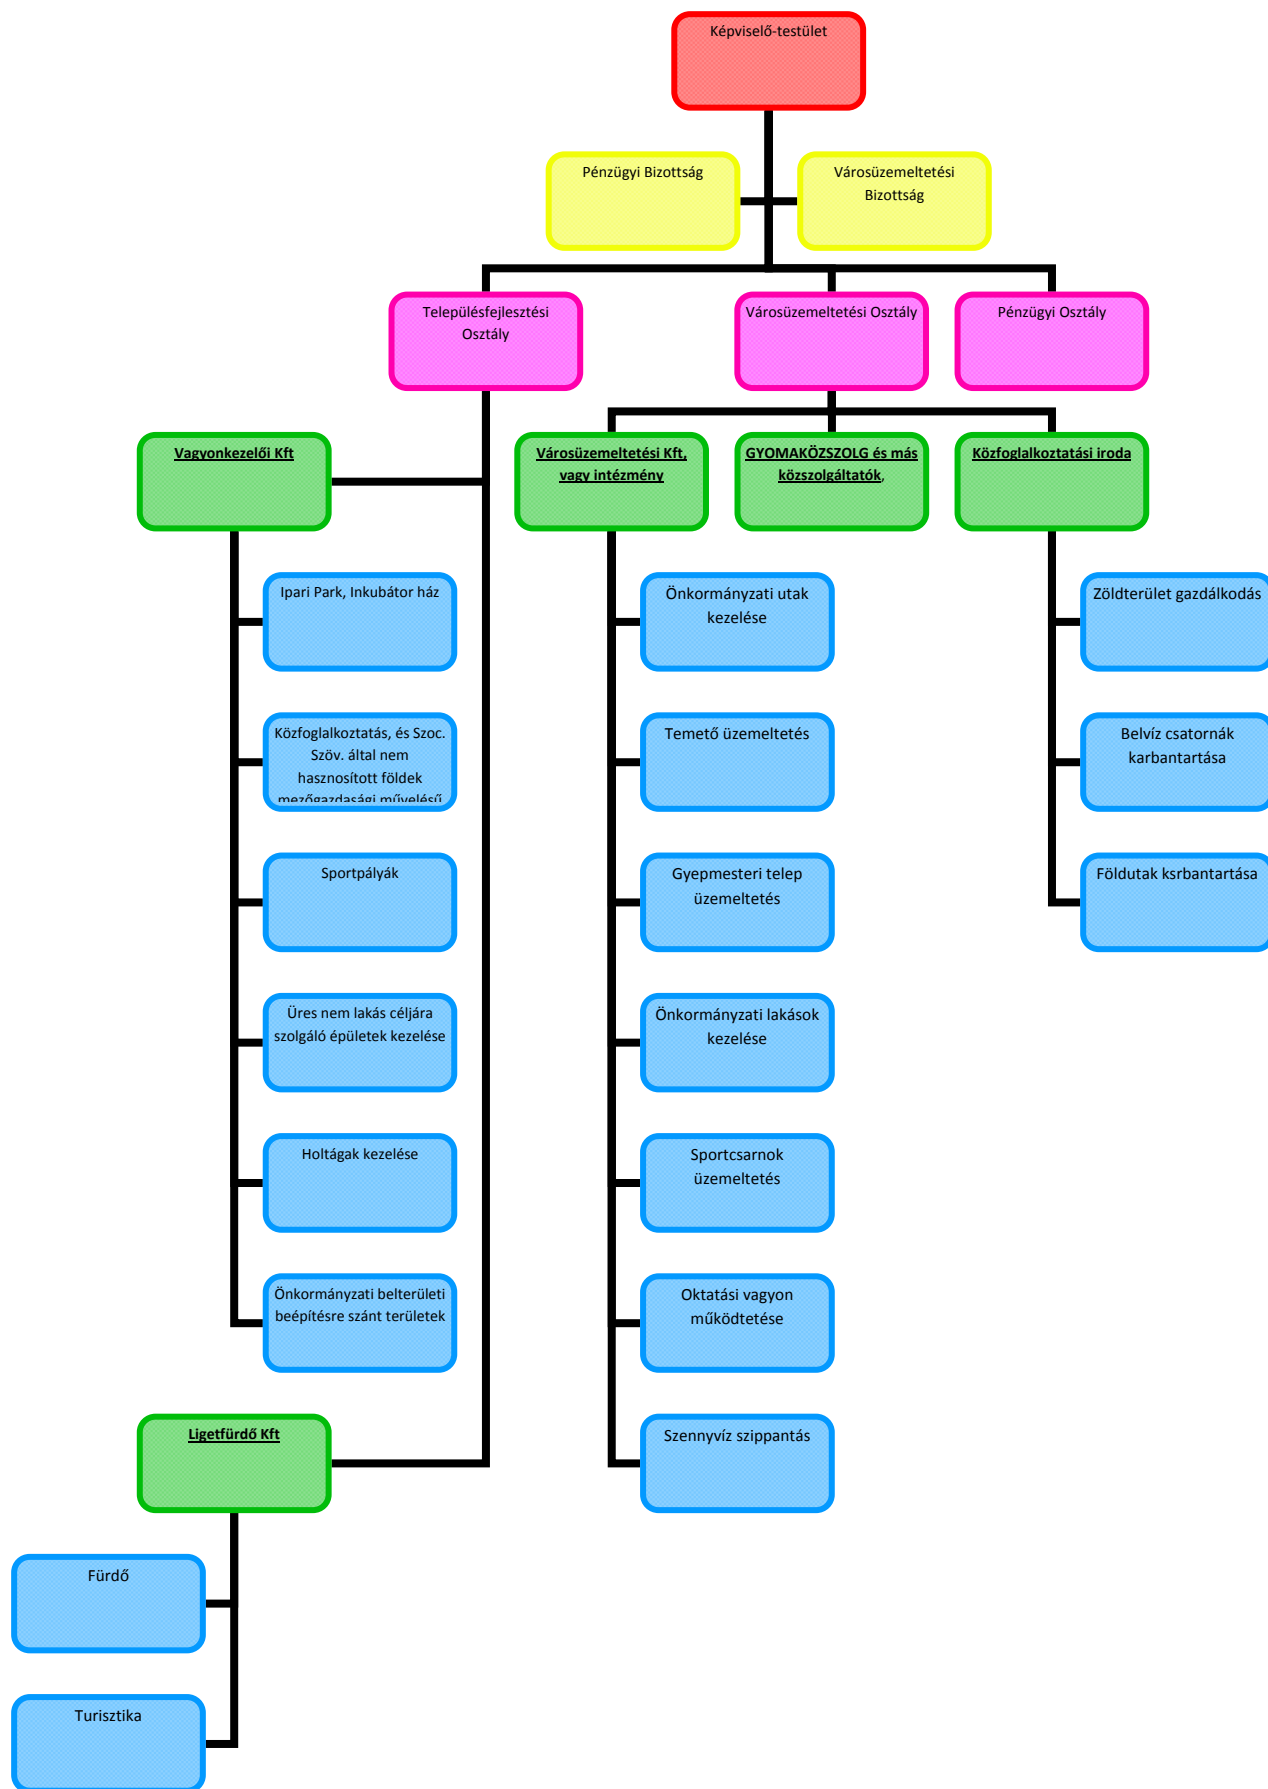 Képviselő-testület
Pénzügyi Bizottság
Városüzemeltetési
Bizottság
Településfejlesztési
Osztály
Városüzemeltetési Osztály
Pénzügyi Osztály
Vagyonkezelői Kft
Városüzemeltetési Kft,
vagy intézmény
GYOMAKÖZSZOLG és más
közszolgáltatók,
Közfoglalkoztatási iroda
Ipari Park, Inkubátor ház
Közfoglalkoztatás, és Szoc.
Szöv. által nem
hasznosított földek
mezőgazdasági művelésű
Sportpályák
Üres nem lakás céljára
szolgáló épületek kezelése
Holtágak kezelése
Önkormányzati belterületi
beépítésre szánt területek
Önkormányzati utak
kezelése
Temető üzemeltetés
Gyepmesteri telep
üzemeltetés
Önkormányzati lakások
kezelése
Sportcsarnok
üzemeltetés
Oktatási vagyon
működtetése
Szennyvíz szippantás
Zöldterület gazdálkodás
Belvíz csatornák
karbantartása
Földutak ksrbantartása
Ligetfürdő Kft
Fürdő
Turisztika